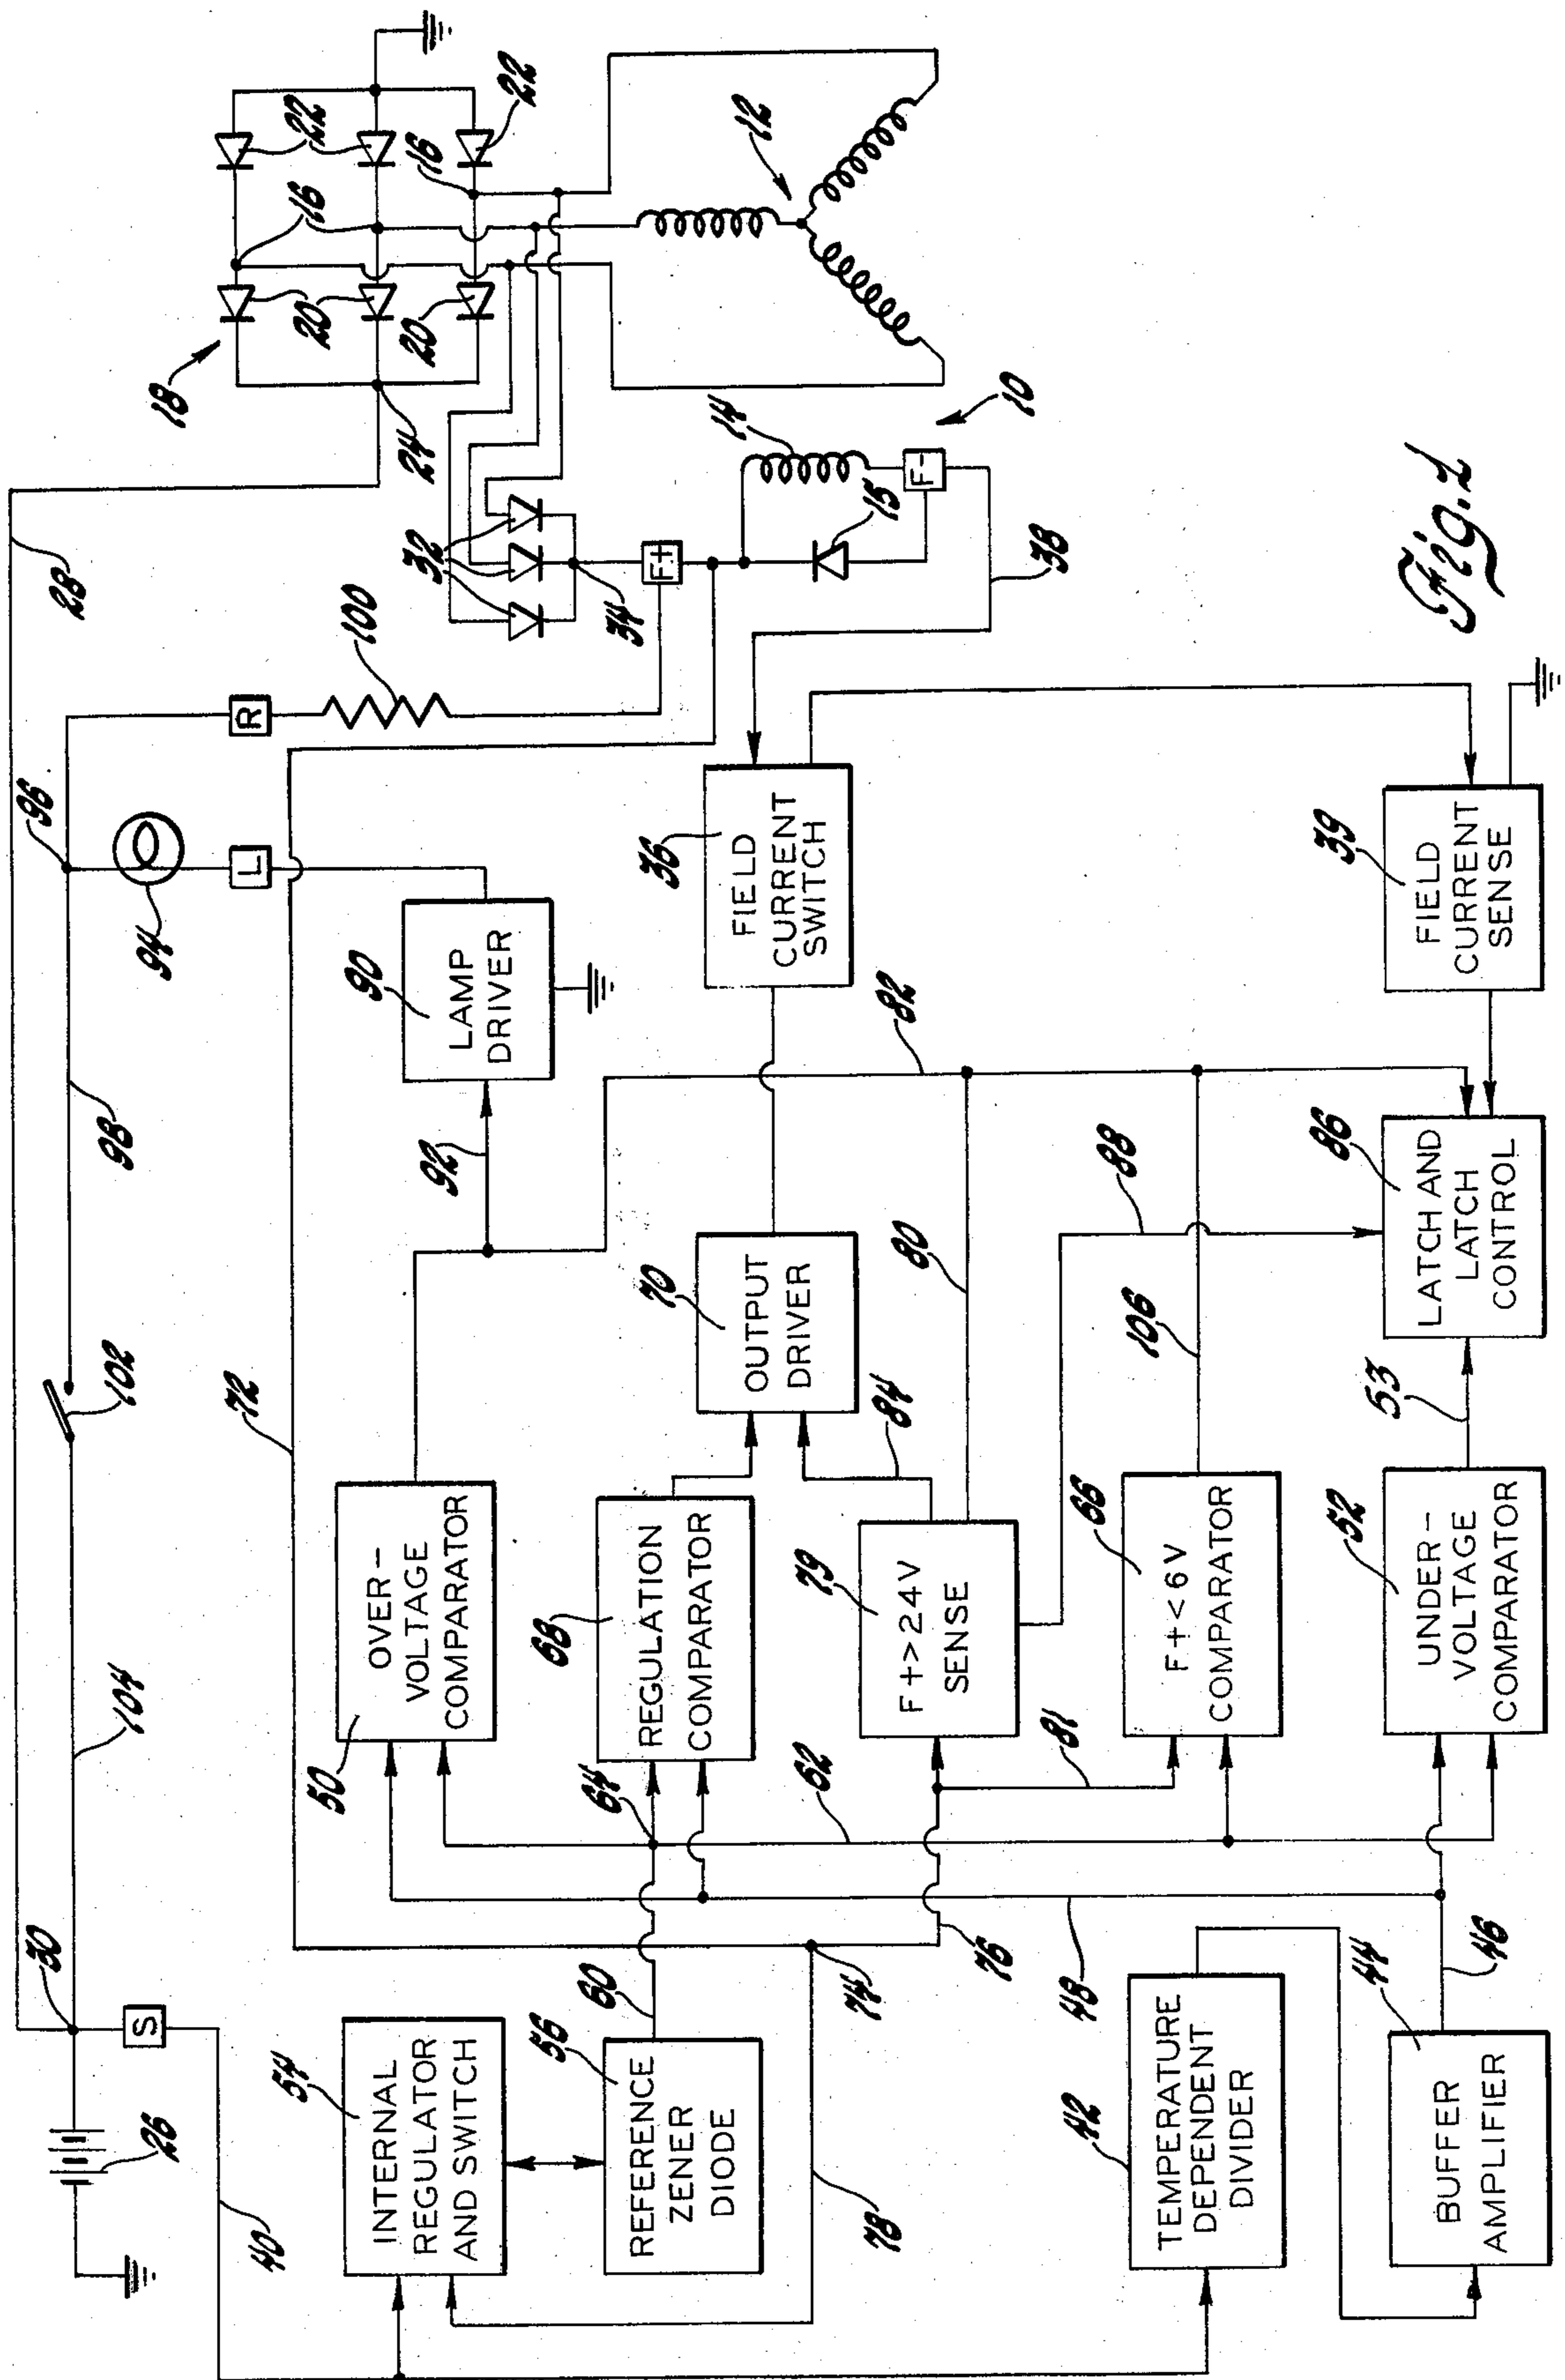 28
30
104
102
98
96
S
26
40
94
L
R
100
18
20
22
16
24
20
22
16
32
34
F+
12
14
15
F-
10
38
72
54
INTERNAL
REGULATOR
AND SWITCH
50
OVER-
VOLTAGE
COMPARATOR
92
90
LAMP
DRIVER
56
REFERENCE
ZENER
DIODE
60
64
68
REGULATION
COMPARATOR
70
OUTPUT
DRIVER
36
FIELD
CURRENT
SWITCH
78
74
76
62
79
F+>24V
SENSE
84
80
82
48
81
66
F+<6V
COMPARATOR
106
88
42
TEMPERATURE
DEPENDENT
DIVIDER
44
BUFFER
AMPLIFIER
46
52
UNDER-
VOLTAGE
COMPARATOR
53
86
LATCH AND
LATCH
CONTROL
39
FIELD
CURRENT
SENSE
Fig.1